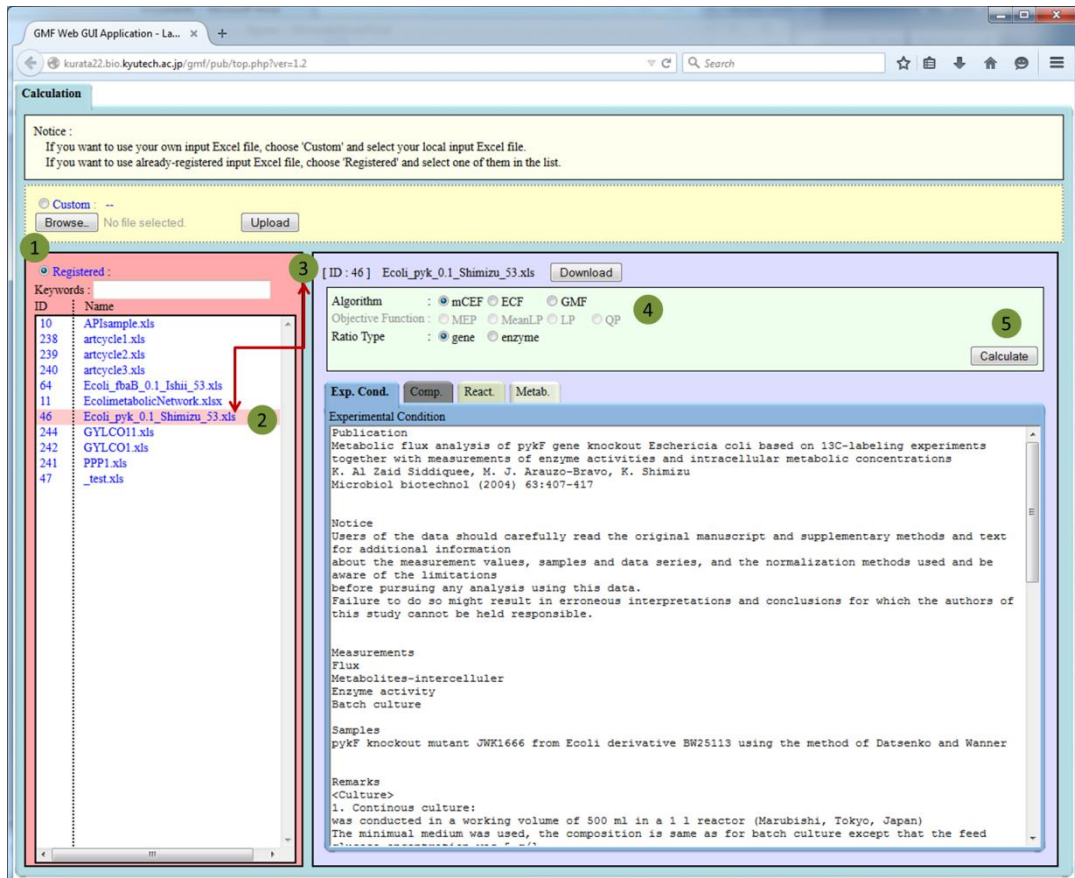 GMF Web GUI Application - La... × +
kurata22.bio.kyutech.ac.jp/gmf/pub/top.php?ver=1.2
Search
Calculation
Notice :
If you want to use your own input Excel file, choose 'Custom' and select your local input Excel file.
If you want to use already-registered input Excel file, choose 'Registered' and select one of them in the list.
Custom : --
Browse_ No file selected. Upload
1
Registered :
Keywords :
ID Name
10 APIsample.xls
238 artcycle1.xls
239 artcycle2.xls
240 artcycle3.xls
64 Ecoli_fbaB_0.1_Ishii_53.xls
11 EcolimetabolicNetwork.xlsx
46 Ecoli_pyk_0.1_Shimizu_53.xls
2
244 GYLCO11.xls
242 GYLCO1.xls
241 PPP1.xls
47 _test.xls
3
[ ID : 46 ] Ecoli_pyk_0.1_Shimizu_53.xls Download
Algorithm : mCEF ECF GMF
Objective Function : MEP MeanLP LP QP
4
Ratio Type : gene enzyme
5
Calculate
Exp. Cond. Comp. React. Metab.
Experimental Condition
Publication
Metabolic flux analysis of pykF gene knockout Eschericia coli based on 13C-labeling experiments
together with measurements of enzyme activities and intracellular metabolic concentrations
K. Al Zaid Siddiquee, M. J. Arauzo-Bravo, K. Shimizu
Microbiol biotechnol (2004) 63:407-417
Notice
Users of the data should carefully read the original manuscript and supplementary methods and text
for additional information
about the measurement values, samples and data series, and the normalization methods used and be
aware of the limitations
before pursuing any analysis using this data.
Failure to do so might result in erroneous interpretations and conclusions for which the authors of
this study cannot be held responsible.
Measurements
Flux
Metabolites-intercelluler
Enzyme activity
Batch culture
Samples
pykF knockout mutant JWK1666 from Ecoli derivative BW25113 using the method of Datsenko and Wanner
Remarks
<Culture>
1. Continous culture:
was conducted in a working volume of 500 ml in a 1 l reactor (Marubishi, Tokyo, Japan)
The minimual medium was used, the composition is same as for batch culture except that the feed